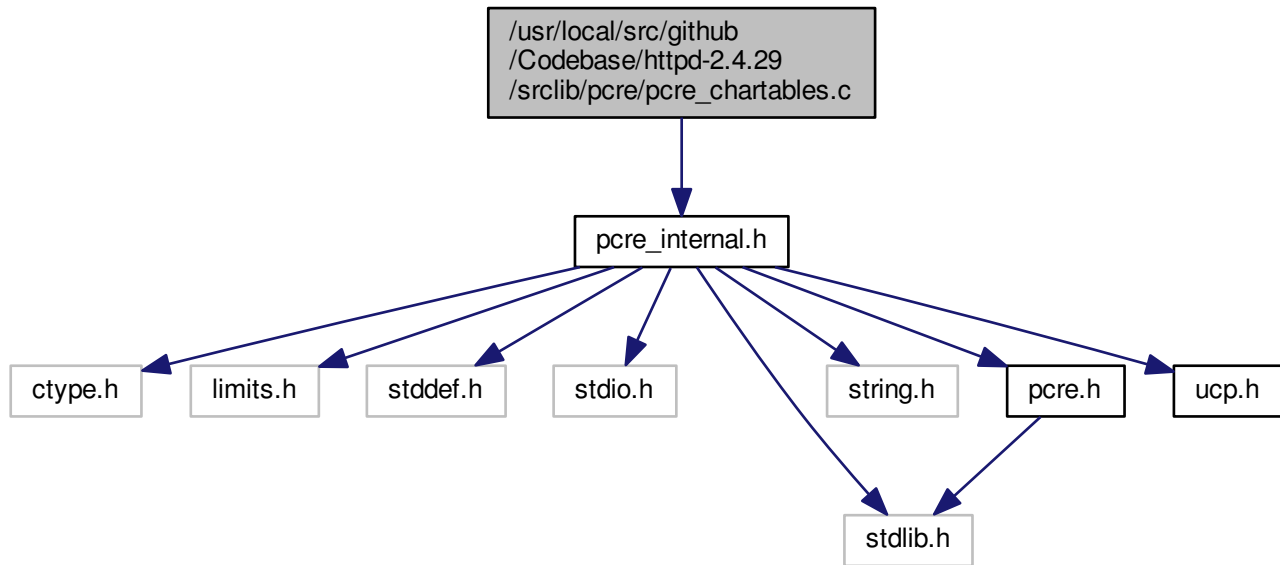 /usr/local/src/github
/Codebase/httpd-2.4.29
/srclib/pcre/pcre_chartables.c
pcre_internal.h
ctype.h
limits.h
stddef.h
stdio.h
string.h
pcre.h
ucp.h
stdlib.h